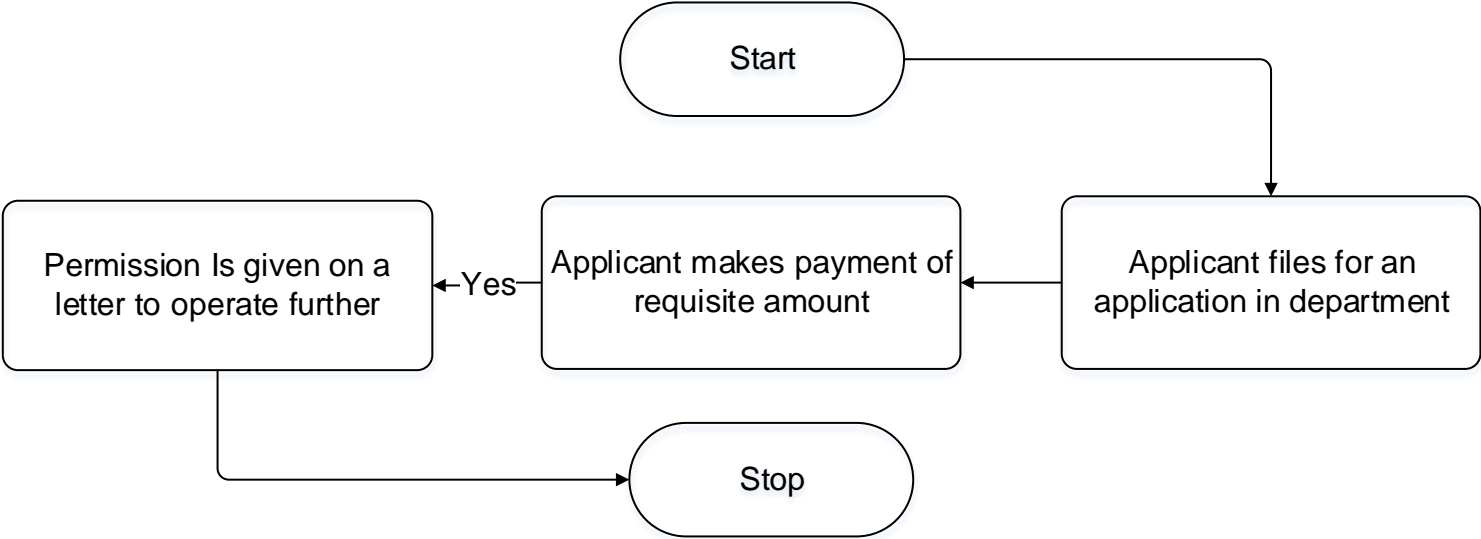 Start
Applicant files for an
application in department
Applicant makes payment of
requisite amount
Yes
Permission Is given on a
letter to operate further
Stop